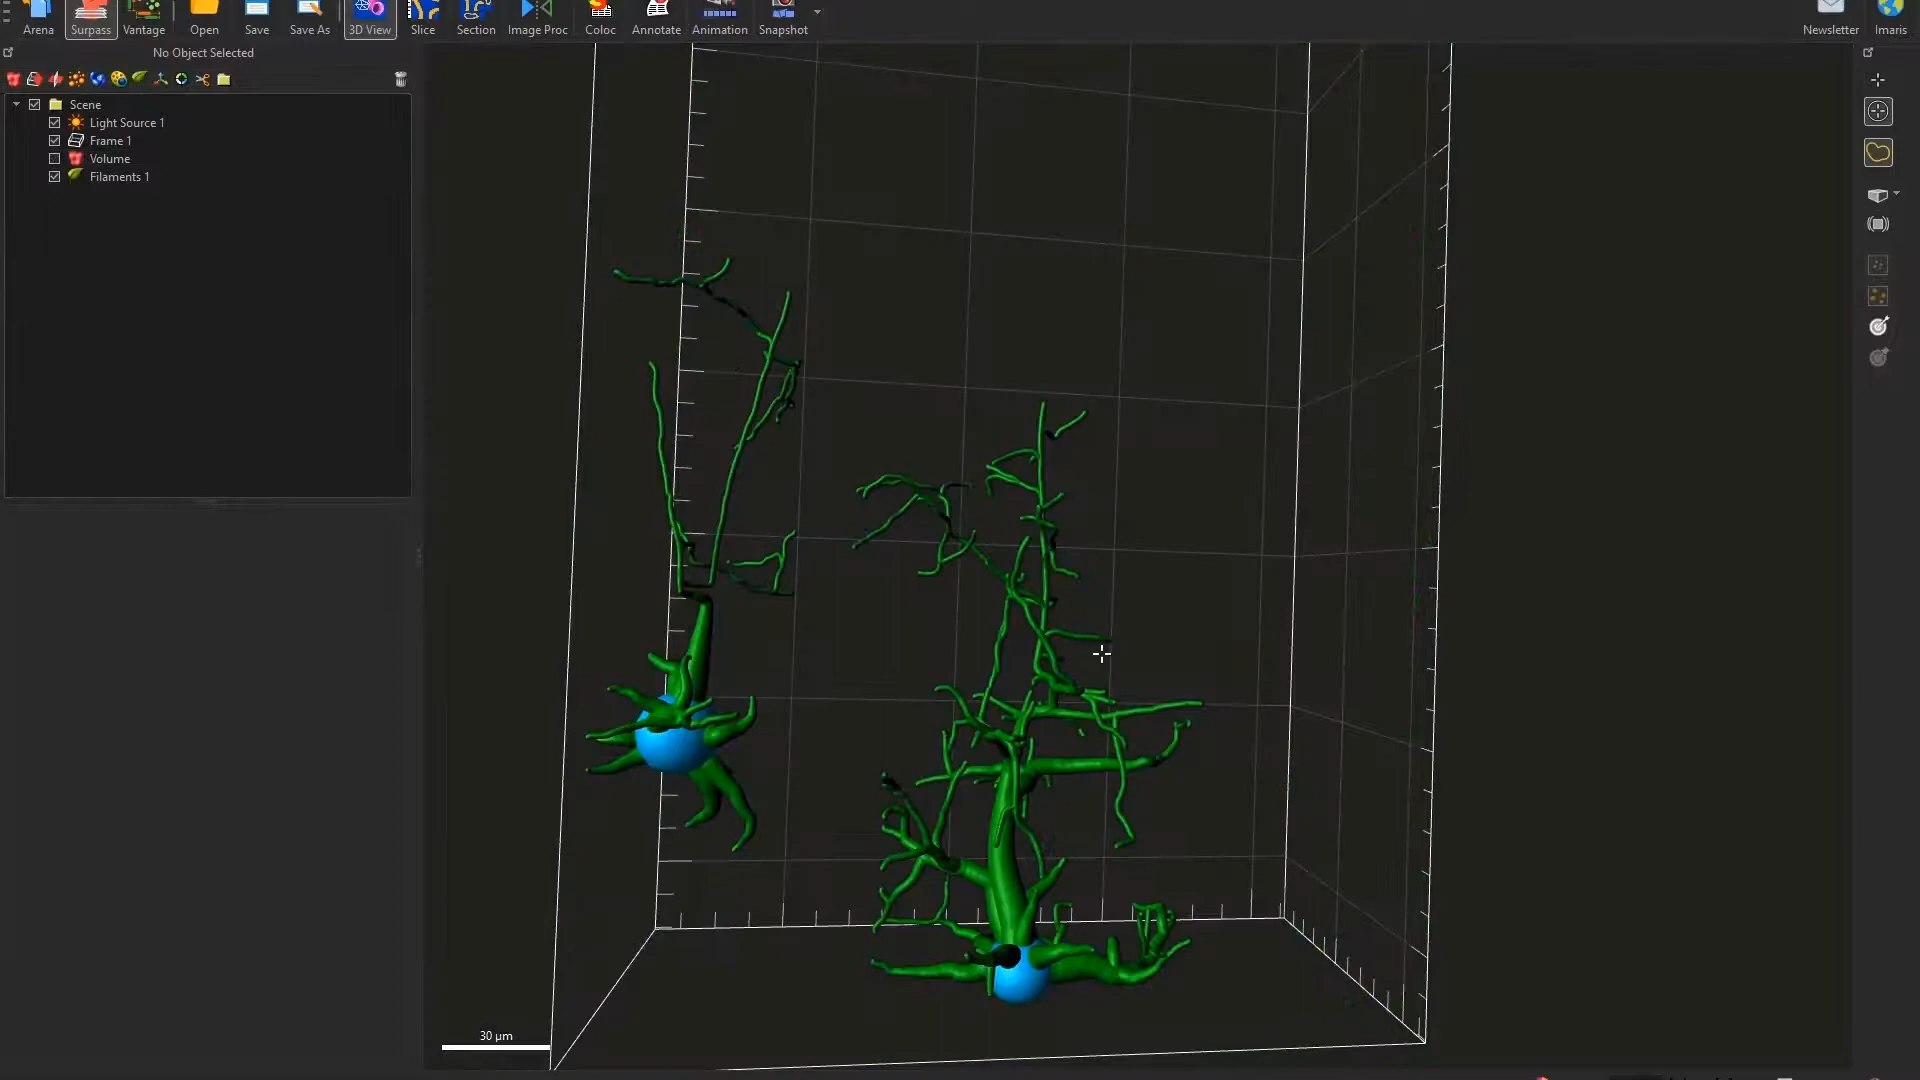 Arena Surpass Vantage Open Save Save As 3D View Slice Section Image Proc Coloc Annotate Animation Snapshot Newsletter Imaris
No Object Selected
Scene
Light Source 1
Frame 1
Volume
Filaments 1
30 µm